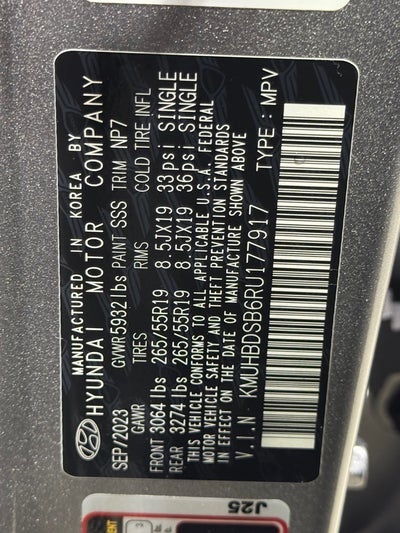 MANUFACTURED IN KOREA BY
HYUNDAI MOTOR COMPANY
SEP/2023 GVWR5932lbs PAINT SSS TRIM NP7
GAWR TIRES RIMS COLD TIRE INFL
FRONT 3064 lbs 265/55R19 8.5JX19 33psi SINGLE
REAR 3274 lbs 265/55R19 8.5JX19 36psi SINGLE
THIS VEHICLE CONFORMS TO ALL APPLICABLE U.S.A. FEDERAL
MOTOR VEHICLE SAFETY AND THEFT PREVENTION STANDARDS
IN EFFECT ON THE DATE OF MANUFACTURE SHOWN ABOVE
V.I.N : KMUHBDSB6RU177917 TYPE : MPV
J25